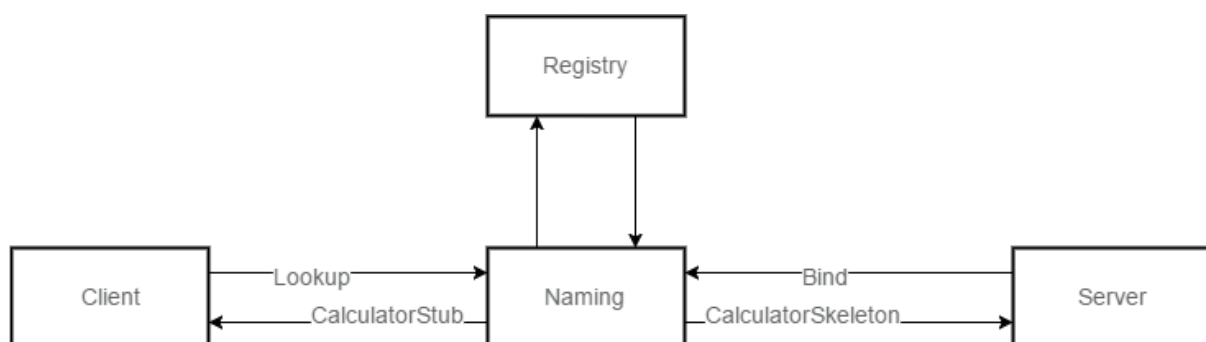 Registry
Lookup
Bind
Client
Naming
Server
CalculatorStub
CalculatorSkeleton